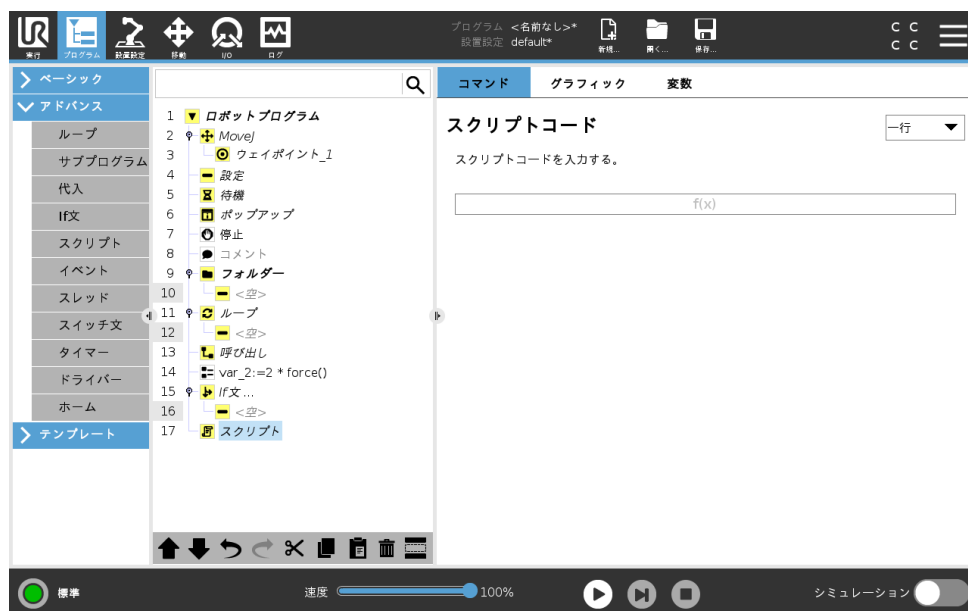 プログラム <名前なし>*
設置設定 default*
実行 プログラム 設置設定 移動 I/O ログ
新規... 開く... 保存...
C C
C C
ベーシック
アドバンス
ループ
サブプログラム
代入
If文
スクリプト
イベント
スレッド
スイッチ文
タイマー
ドライバー
ホーム
テンプレート
1 ロボットプログラム
2 MoveJ
3 ウェイポイント_1
4 設定
5 待機
6 ポップアップ
7 停止
8 コメント
9 フォルダー
10 <空>
11 ループ
12 <空>
13 呼び出し
14 var_2:=2 * force()
15 If文 ...
16 <空>
17 スクリプト
コマンド グラフィック 変数
スクリプトコード
一行
スクリプトコードを入力する。
f(x)
標準
速度 100%
シミュレーション